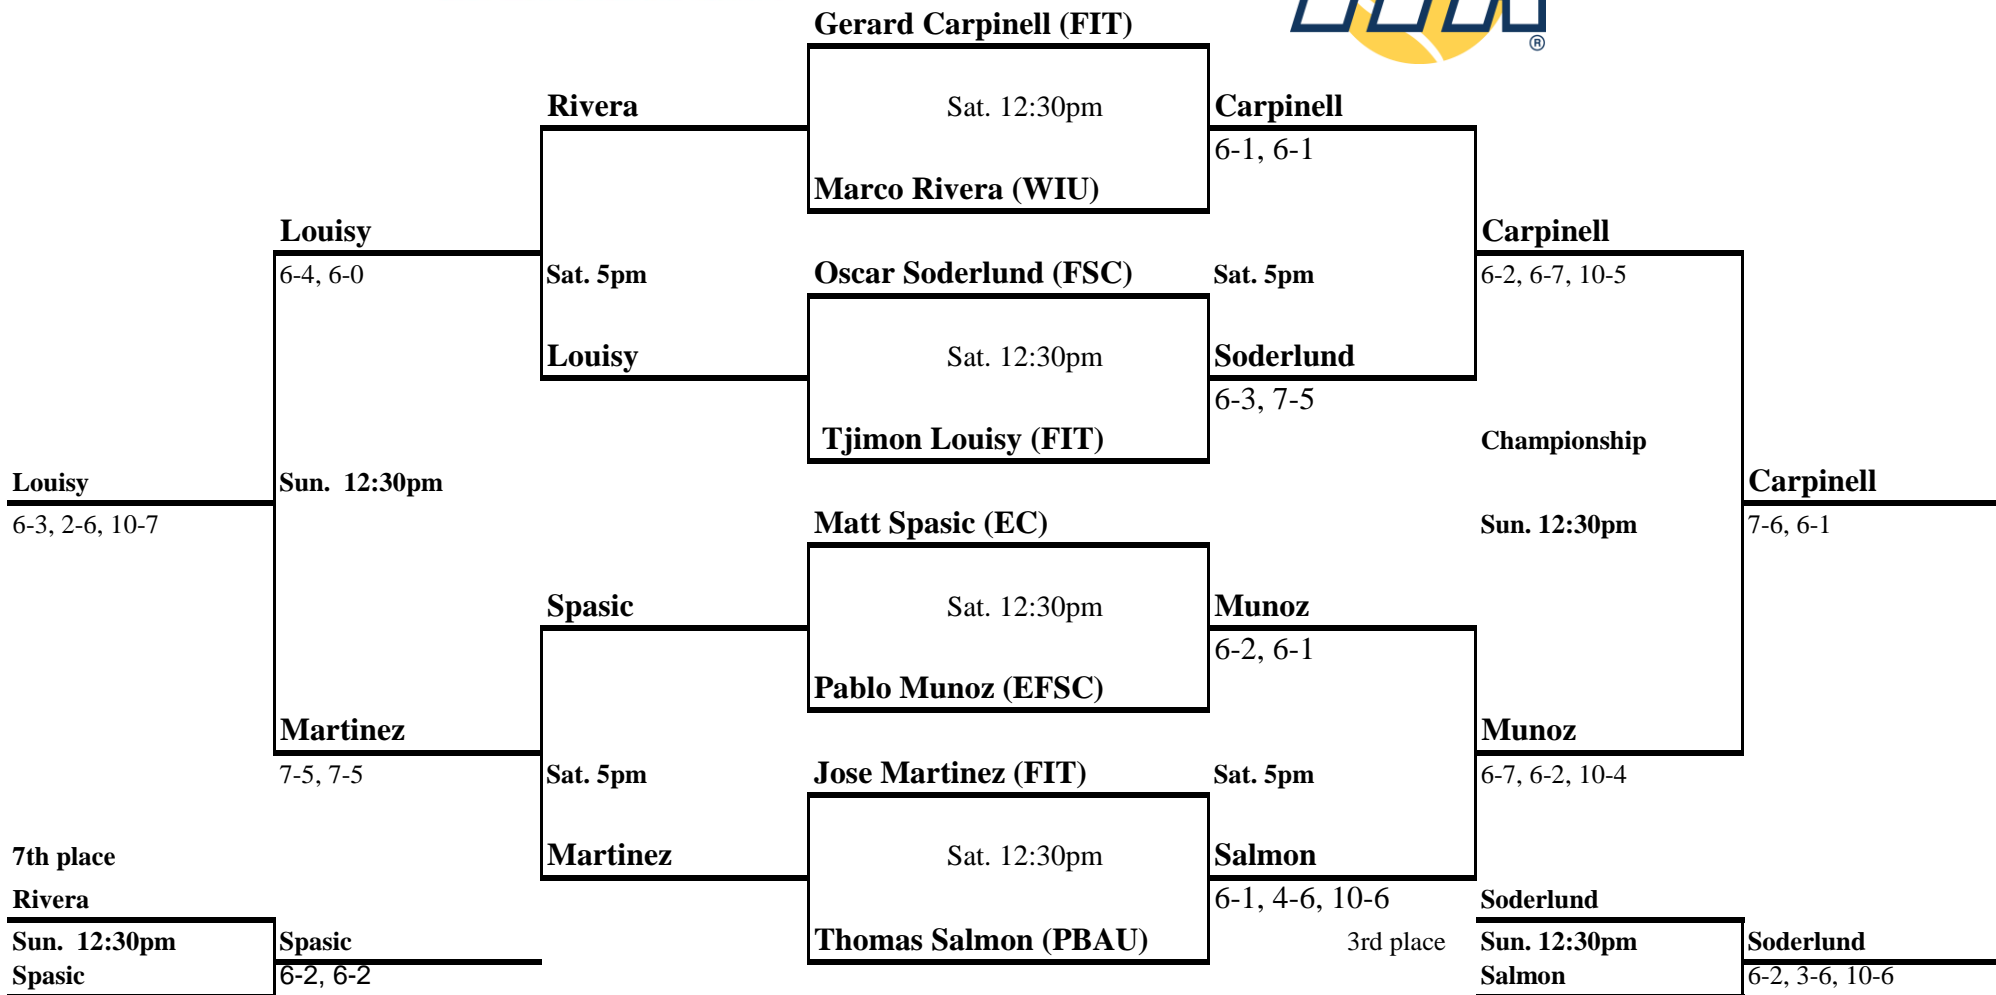 Gerard Carpinell (FIT)
®
Rivera
Sat. 12:30pm
Carpinell
6-1, 6-1
Marco Rivera (WIU)
Louisy
Carpinell
6-4, 6-0
Sat. 5pm
Oscar Soderlund (FSC)
Sat. 5pm
6-2, 6-7, 10-5
Louisy
Sat. 12:30pm
Soderlund
6-3, 7-5
Tjimon Louisy (FIT)
Championship
Louisy
Sun. 12:30pm
Carpinell
6-3, 2-6, 10-7
Matt Spasic (EC)
Sun. 12:30pm
7-6, 6-1
Spasic
Sat. 12:30pm
Munoz
6-2, 6-1
Pablo Munoz (EFSC)
Martinez
Munoz
7-5, 7-5
Sat. 5pm
Jose Martinez (FIT)
Sat. 5pm
6-7, 6-2, 10-4
7th place
Martinez
Sat. 12:30pm
Salmon
Rivera
6-1, 4-6, 10-6
Soderlund
Sun. 12:30pm
Spasic
Thomas Salmon (PBAU)
3rd place
Sun. 12:30pm
Soderlund
Spasic
6-2, 6-2
Salmon
6-2, 3-6, 10-6